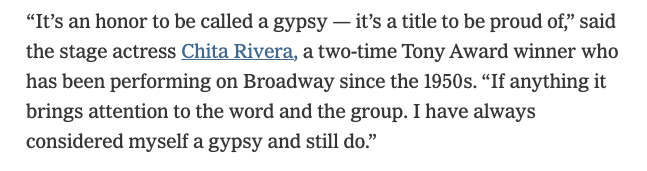 “It’s an honor to be called a gypsy — it’s a title to be proud of,” said
the stage actress Chita Rivera, a two-time Tony Award winner who
has been performing on Broadway since the 1950s. “If anything it
brings attention to the word and the group. I have always
considered myself a gypsy and still do.”